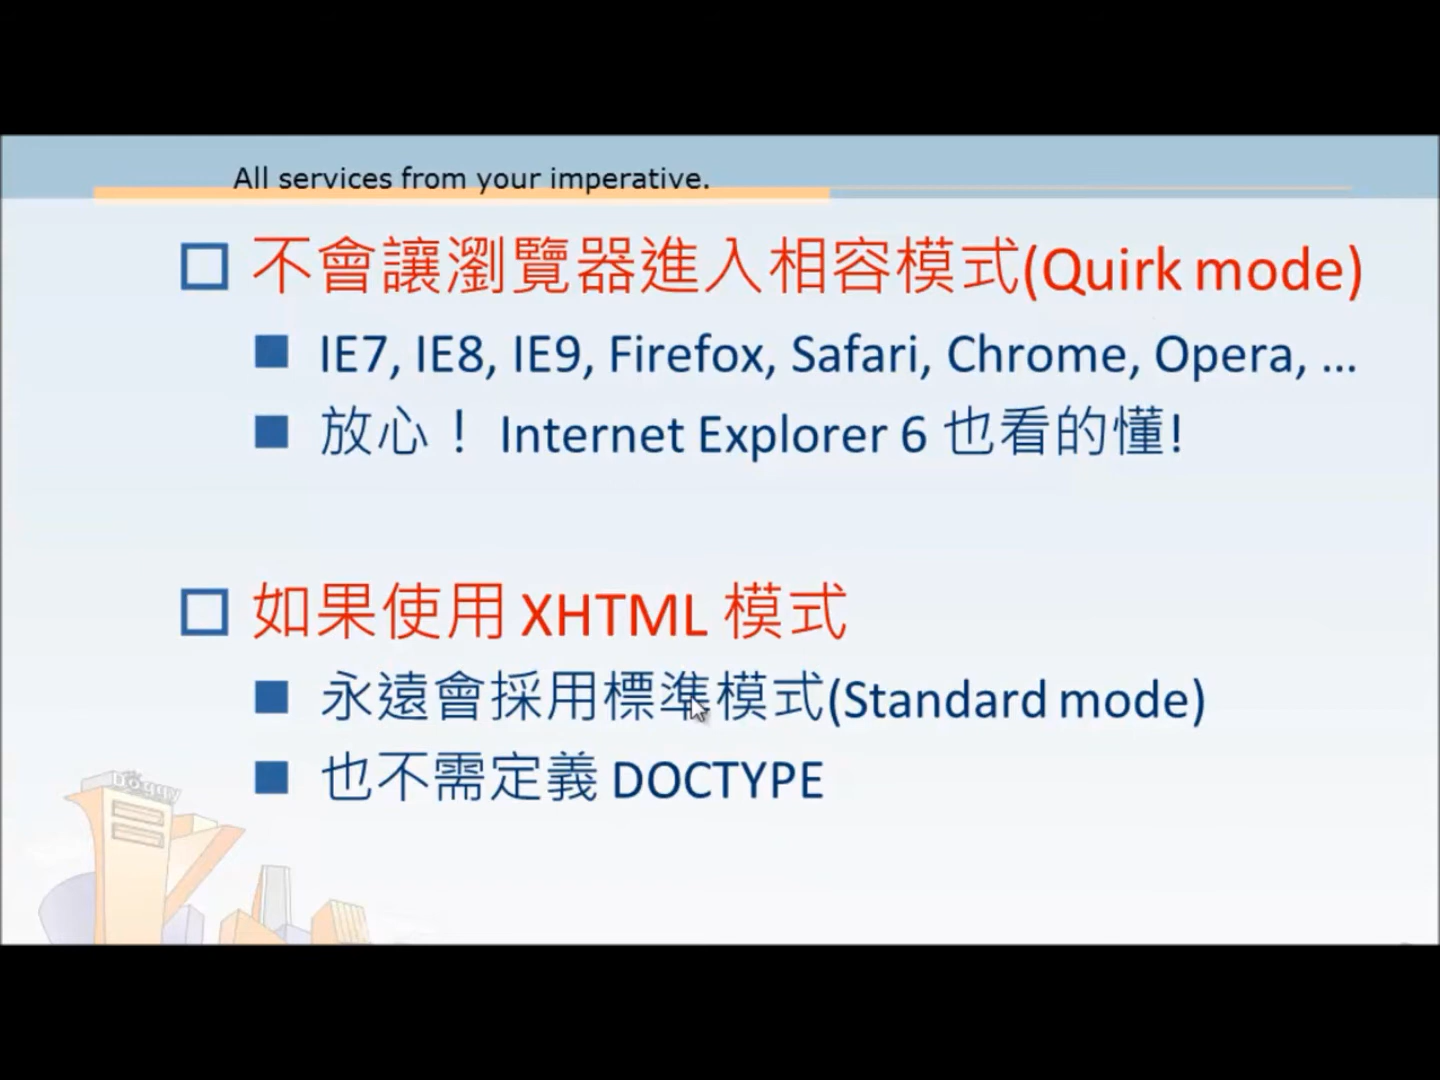 All services from your imperative.
不會讓瀏覽器進入相容模式(Quirk mode)
IE7, IE8, IE9, Firefox, Safari, Chrome, Opera, ...
放心！ Internet Explorer 6 也看的懂!
如果使用 XHTML 模式
永遠會採用標準模式(Standard mode)
也不需定義 DOCTYPE
Doggy